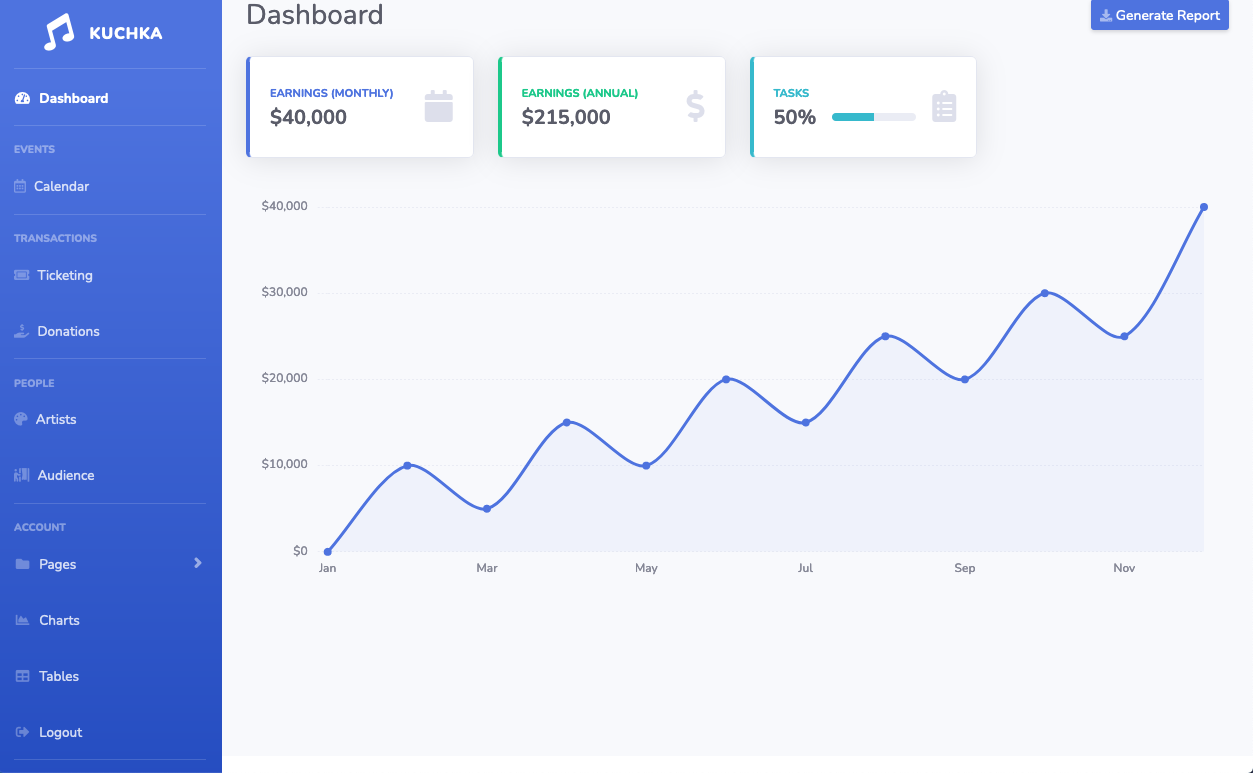 KUCHKA
Dashboard
EVENTS
Calendar
TRANSACTIONS
Ticketing
Donations
PEOPLE
Artists
Audience
ACCOUNT
Pages
Charts
Tables
Logout
Dashboard
Generate Report
EARNINGS (MONTHLY)
$40,000
EARNINGS (ANNUAL)
$215,000
TASKS
50%
$40,000
$30,000
$20,000
$10,000
$0
Jan Mar May Jul Sep Nov